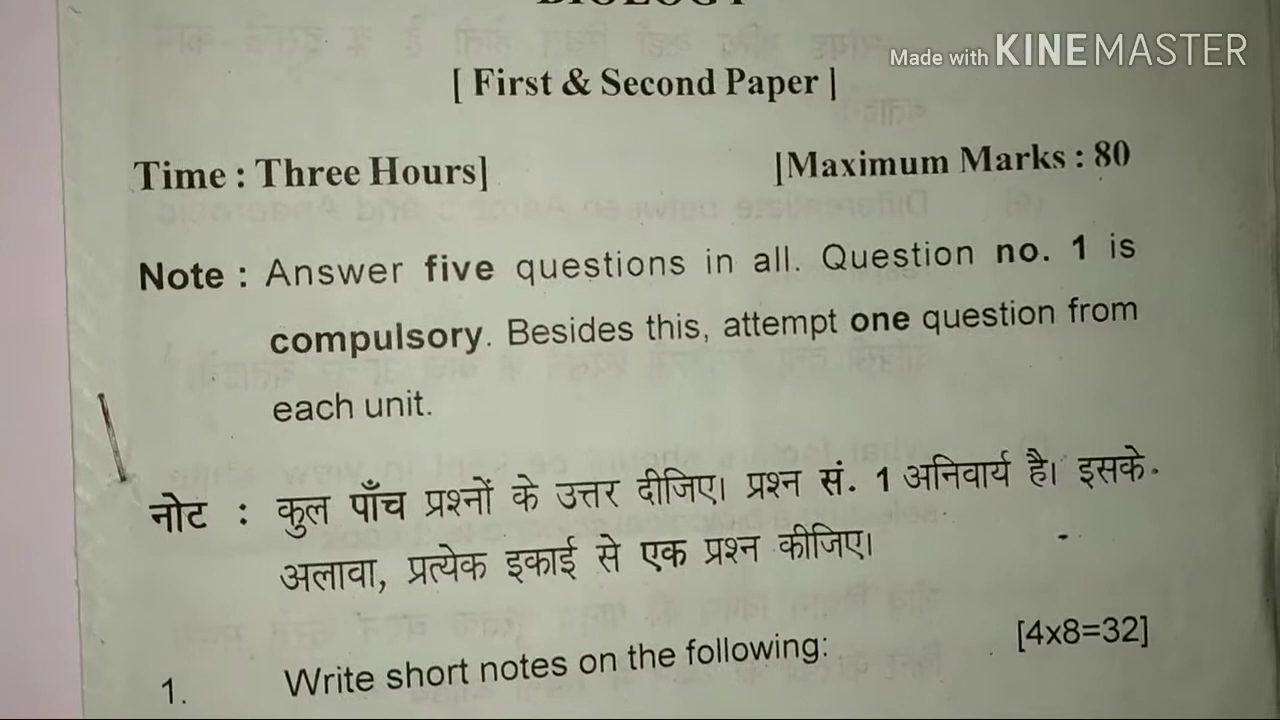 BIOLOGY
Made with KINEMASTER
[ First & Second Paper ]
Time : Three Hours] [Maximum Marks : 80
Note : Answer five questions in all. Question no. 1 is
compulsory. Besides this, attempt one question from
each unit.
नोट : कुल पाँच प्रश्नों के उत्तर दीजिए। प्रश्न सं. 1 अनिवार्य है। इसके
अलावा, प्रत्येक इकाई से एक प्रश्न कीजिए।
1. Write short notes on the following: [4x8=32]